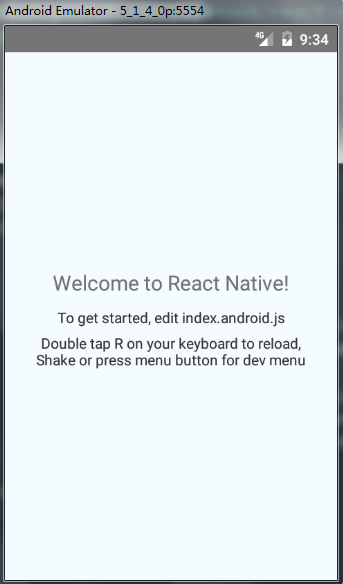 Android Emulator - 5_1_4_0p:5554
4G 9:34
Welcome to React Native!
To get started, edit index.android.js
Double tap R on your keyboard to reload,
Shake or press menu button for dev menu